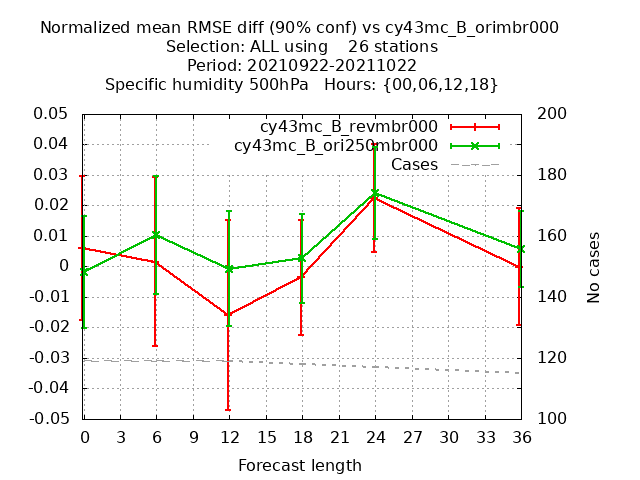 Normalized mean RMSE diff (90% conf) vs cy43mc_B_orimbr000
Selection: ALL using    26 stations
Period: 20210922-20211022
Specific humidity 500hPa   Hours: {00,06,12,18}
0.05
0.04
0.03
0.02
0.01
0
-0.01
-0.02
-0.03
-0.04
-0.05
cy43mc_B_revmbr000
cy43mc_B_ori250mbr000
Cases
200
180
160
140
120
100
No cases
0 3 6 9 12 15 18 21 24 27 30 33 36
Forecast length